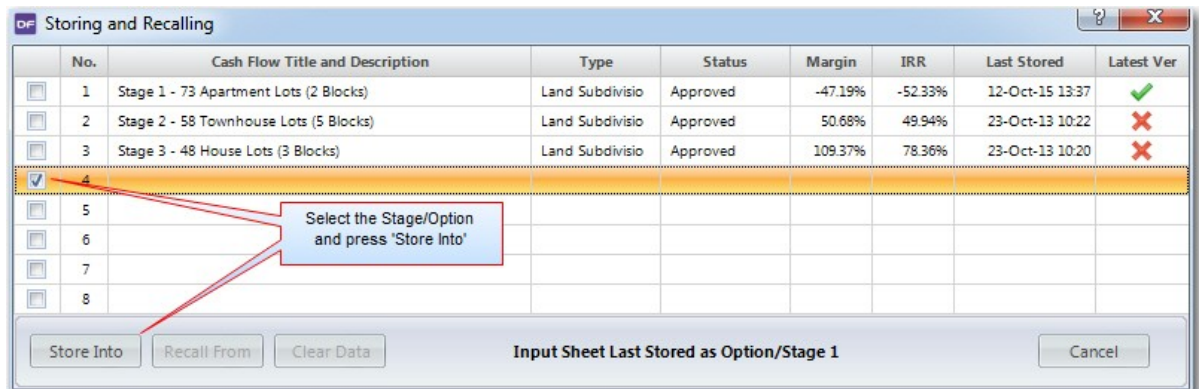 DF Storing and Recalling
No. Cash Flow Title and Description Type Status Margin IRR Last Stored Latest Ver
1 Stage 1 - 73 Apartment Lots (2 Blocks) Land Subdivisio Approved -47.19% -52.33% 12-Oct-15 13:37
2 Stage 2 - 58 Townhouse Lots (5 Blocks) Land Subdivisio Approved 50.68% 49.94% 23-Oct-13 10:22
3 Stage 3 - 48 House Lots (3 Blocks) Land Subdivisio Approved 109.37% 78.36% 23-Oct-13 10:20
4
5
Select the Stage/Option
and press 'Store Into'
6
7
8
Store Into Recall From Clear Data Input Sheet Last Stored as Option/Stage 1 Cancel